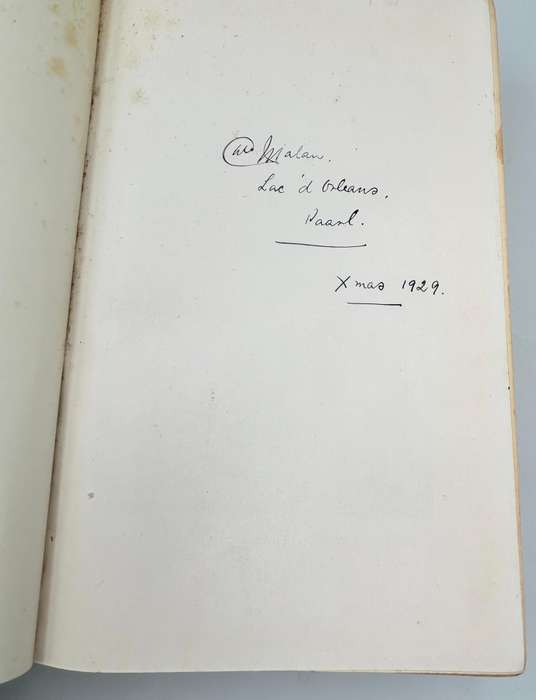 Malan.
Lac 'd Orleans.
Paarl.
Xmas 1929.